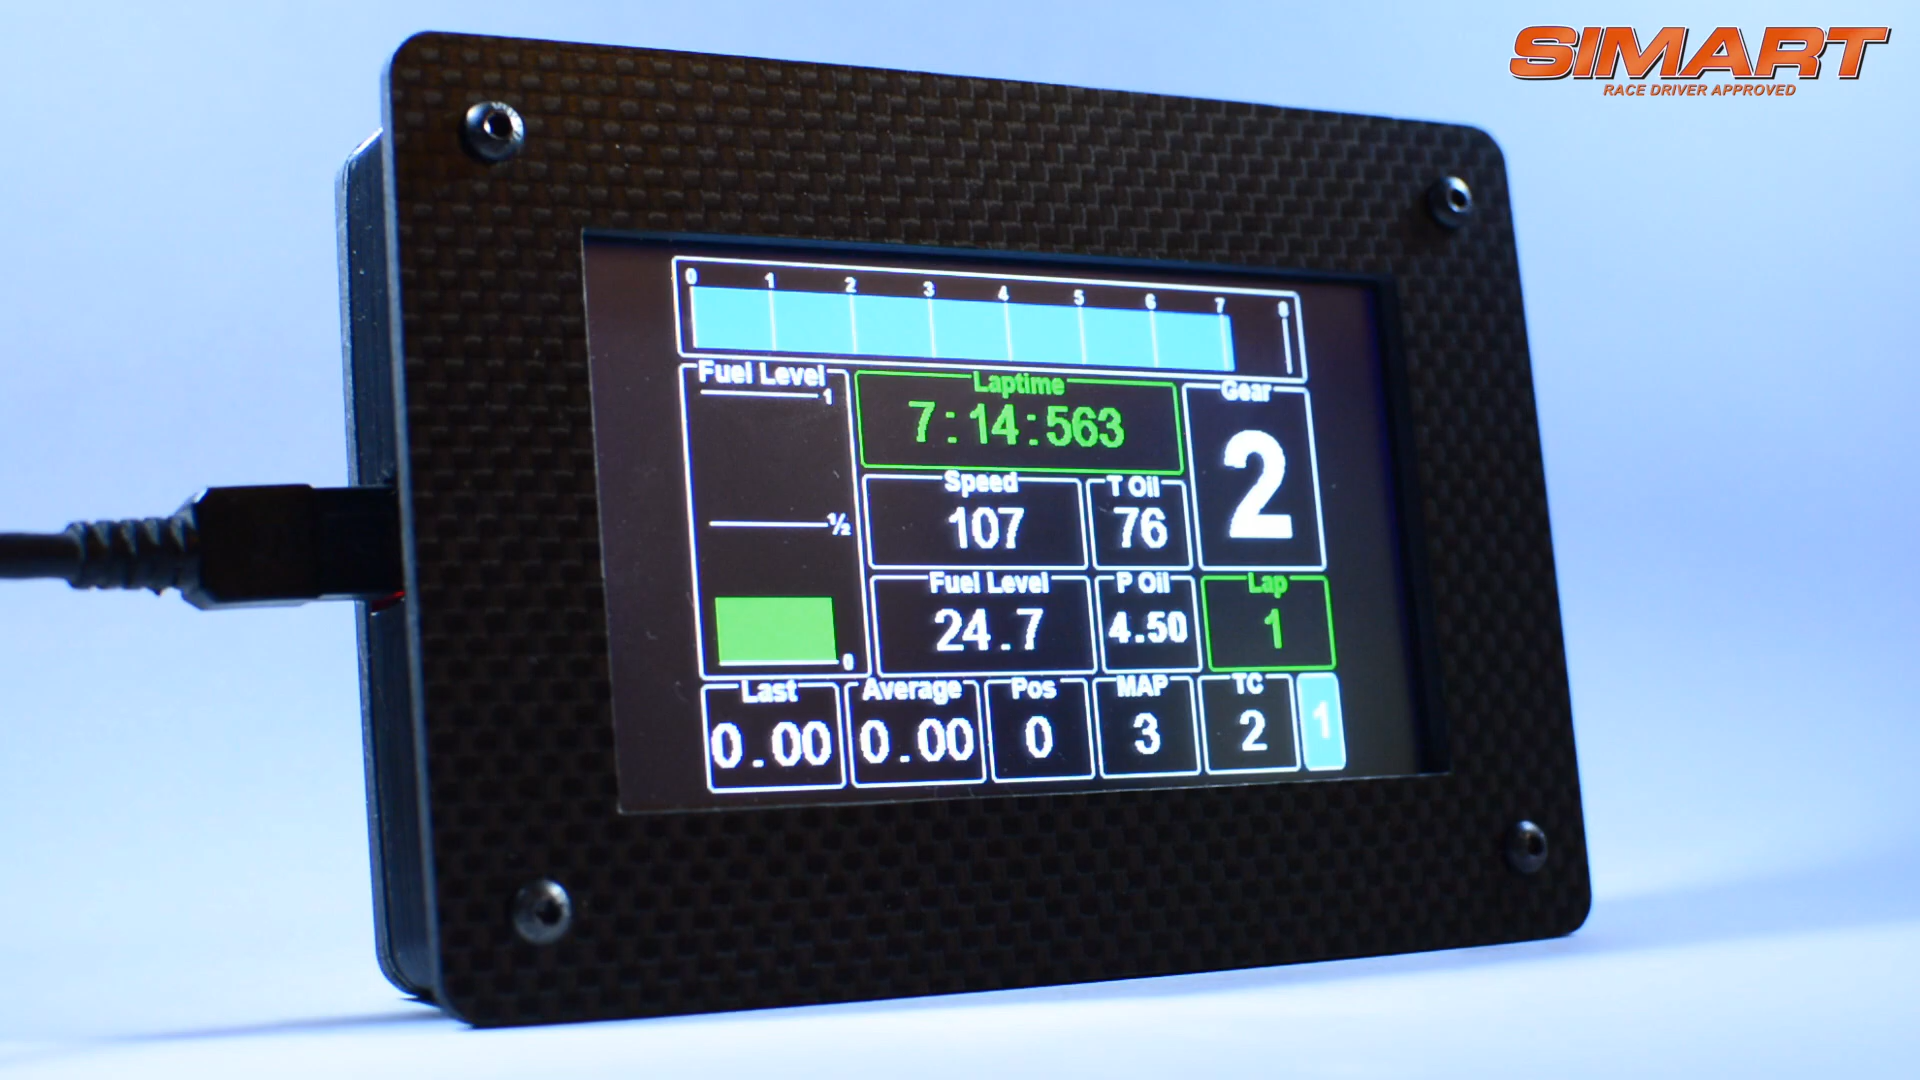 SIMART
RACE DRIVER APPROVED
0 1 2 3 4 5 6 7 8
Fuel Level
1
½
0
Laptime
7:14:563
Gear
2
Speed
107
T Oil
76
Fuel Level
24.7
P Oil
4.50
Lap
1
Last
0.00
Average
0.00
Pos
0
MAP
3
TC
2
1